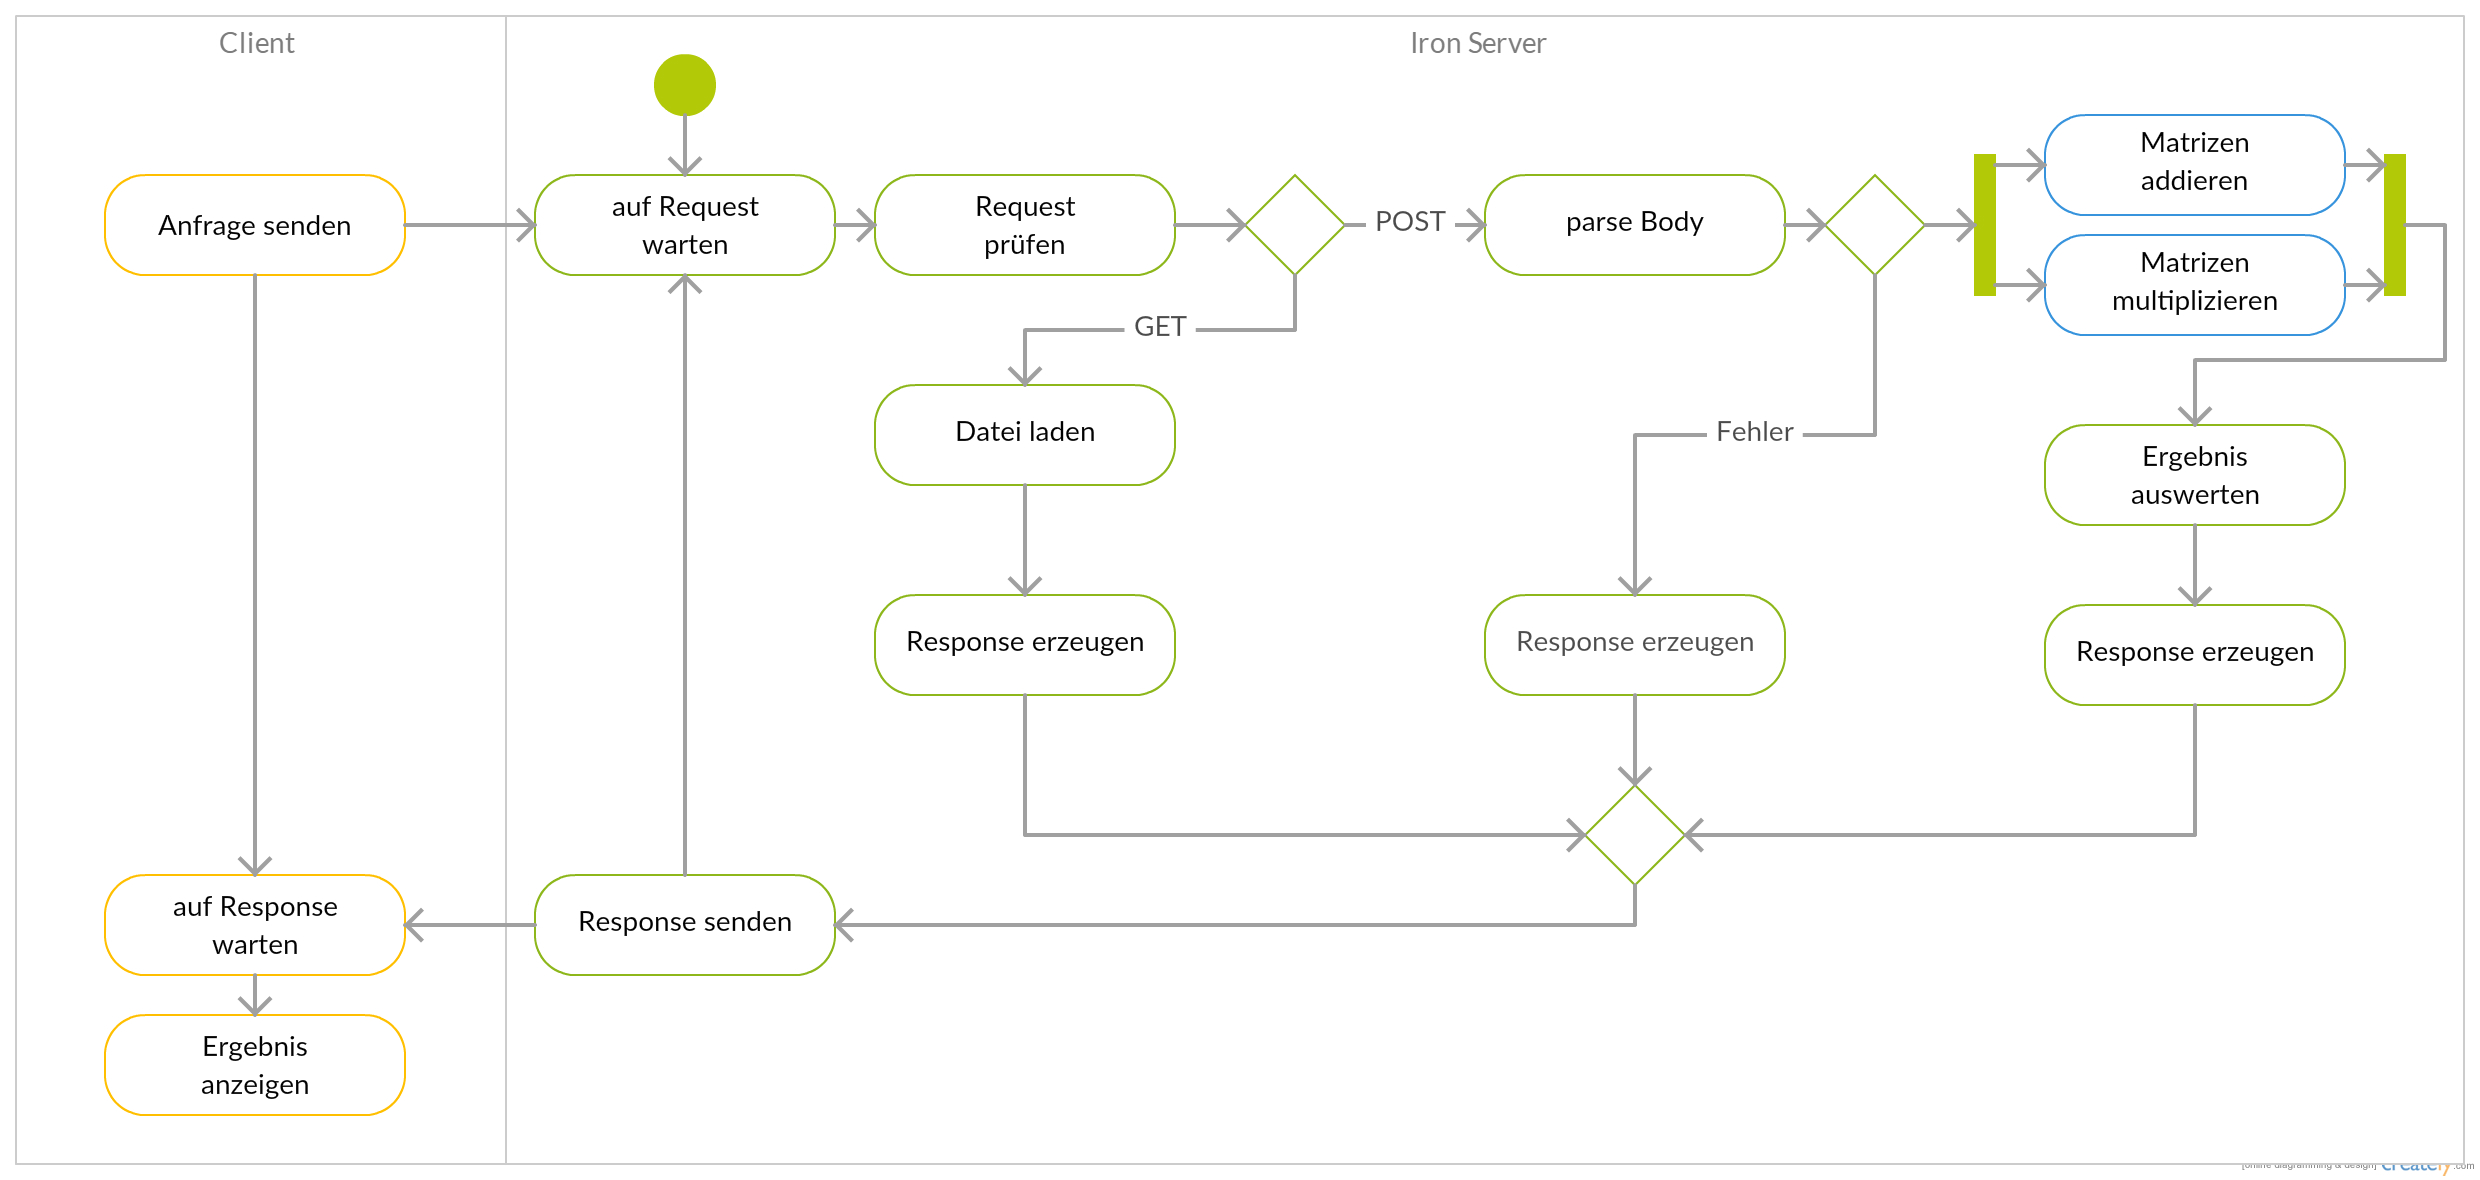 Client
Iron Server
Anfrage senden
auf Request
warten
Request
prüfen
POST
parse Body
Matrizen
addieren
Matrizen
multiplizieren
GET
Datei laden
Fehler
Ergebnis
auswerten
Response erzeugen
Response erzeugen
Response erzeugen
auf Response
warten
Response senden
Ergebnis
anzeigen
[online diagramming & design] creately.com